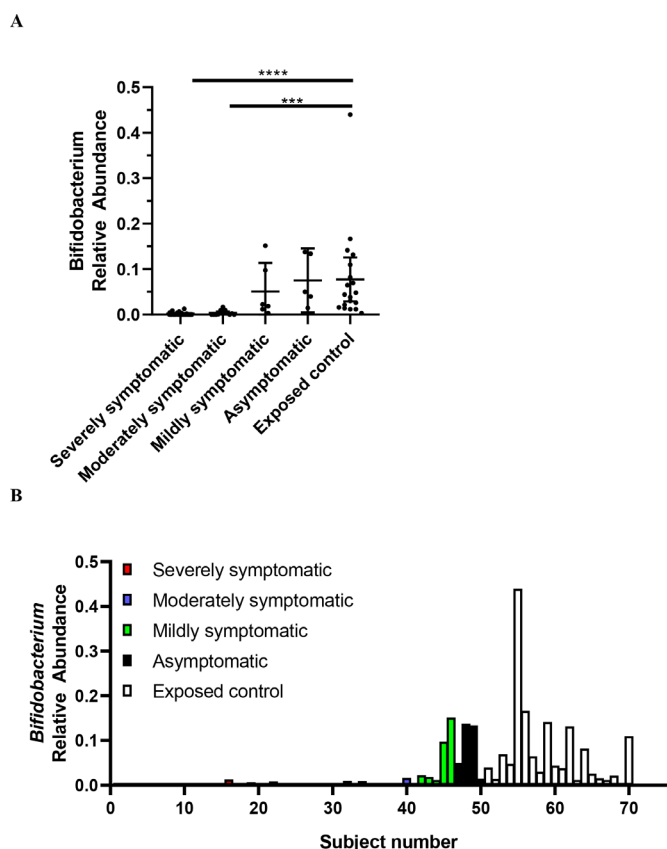 A
****
***
0.5
0.4
0.3
0.2
0.1
0.0
Bifidobacterium
Relative Abundance
Severely symptomatic
Moderately symptomatic
Mildly symptomatic
Asymptomatic
Exposed control
B
0.5
0.4
0.3
0.2
0.1
0.0
Bifidobacterium
Relative Abundance
Severely symptomatic
Moderately symptomatic
Mildly symptomatic
Asymptomatic
Exposed control
0 10 20 30 40 50 60 70
Subject number